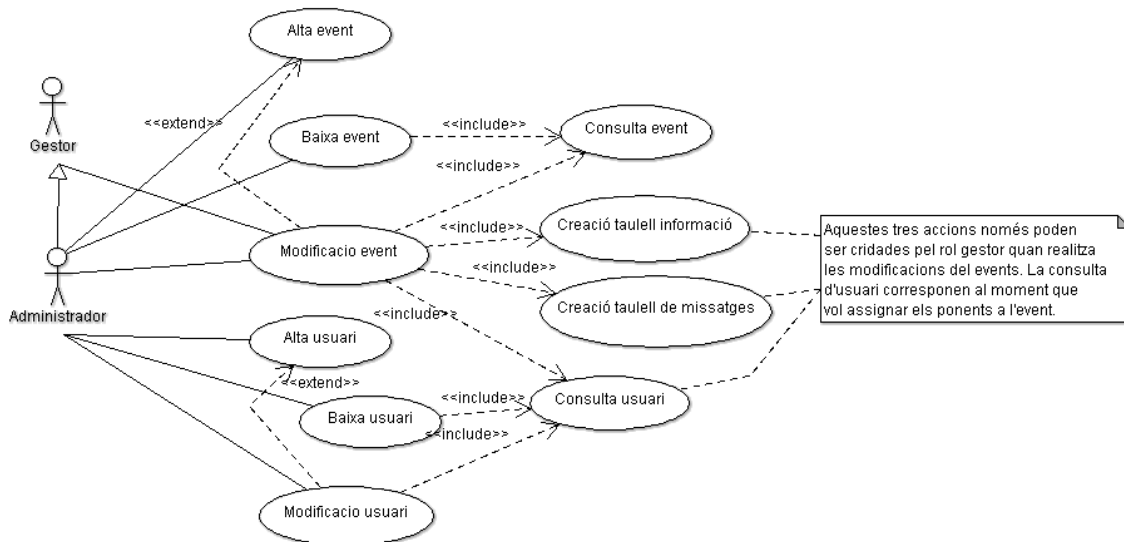 Alta event
<<extend>>
Gestor
Baixa event
<<include>>
Consulta event
<<include>>
Creació taulell informació
<<include>>
Modificacio event
<<include>>
Creació taulell de missatges
Aquestes tres accions només poden
ser cridades pel rol gestor quan realitza
les modificacions del events. La consulta
d'usuari corresponen al moment que
vol assignar els ponents a l'event.
Administrador
<<include>>
Alta usuari
<<extend>>
Baixa usuari
<<include>>
<<include>>
Consulta usuari
Modificacio usuari